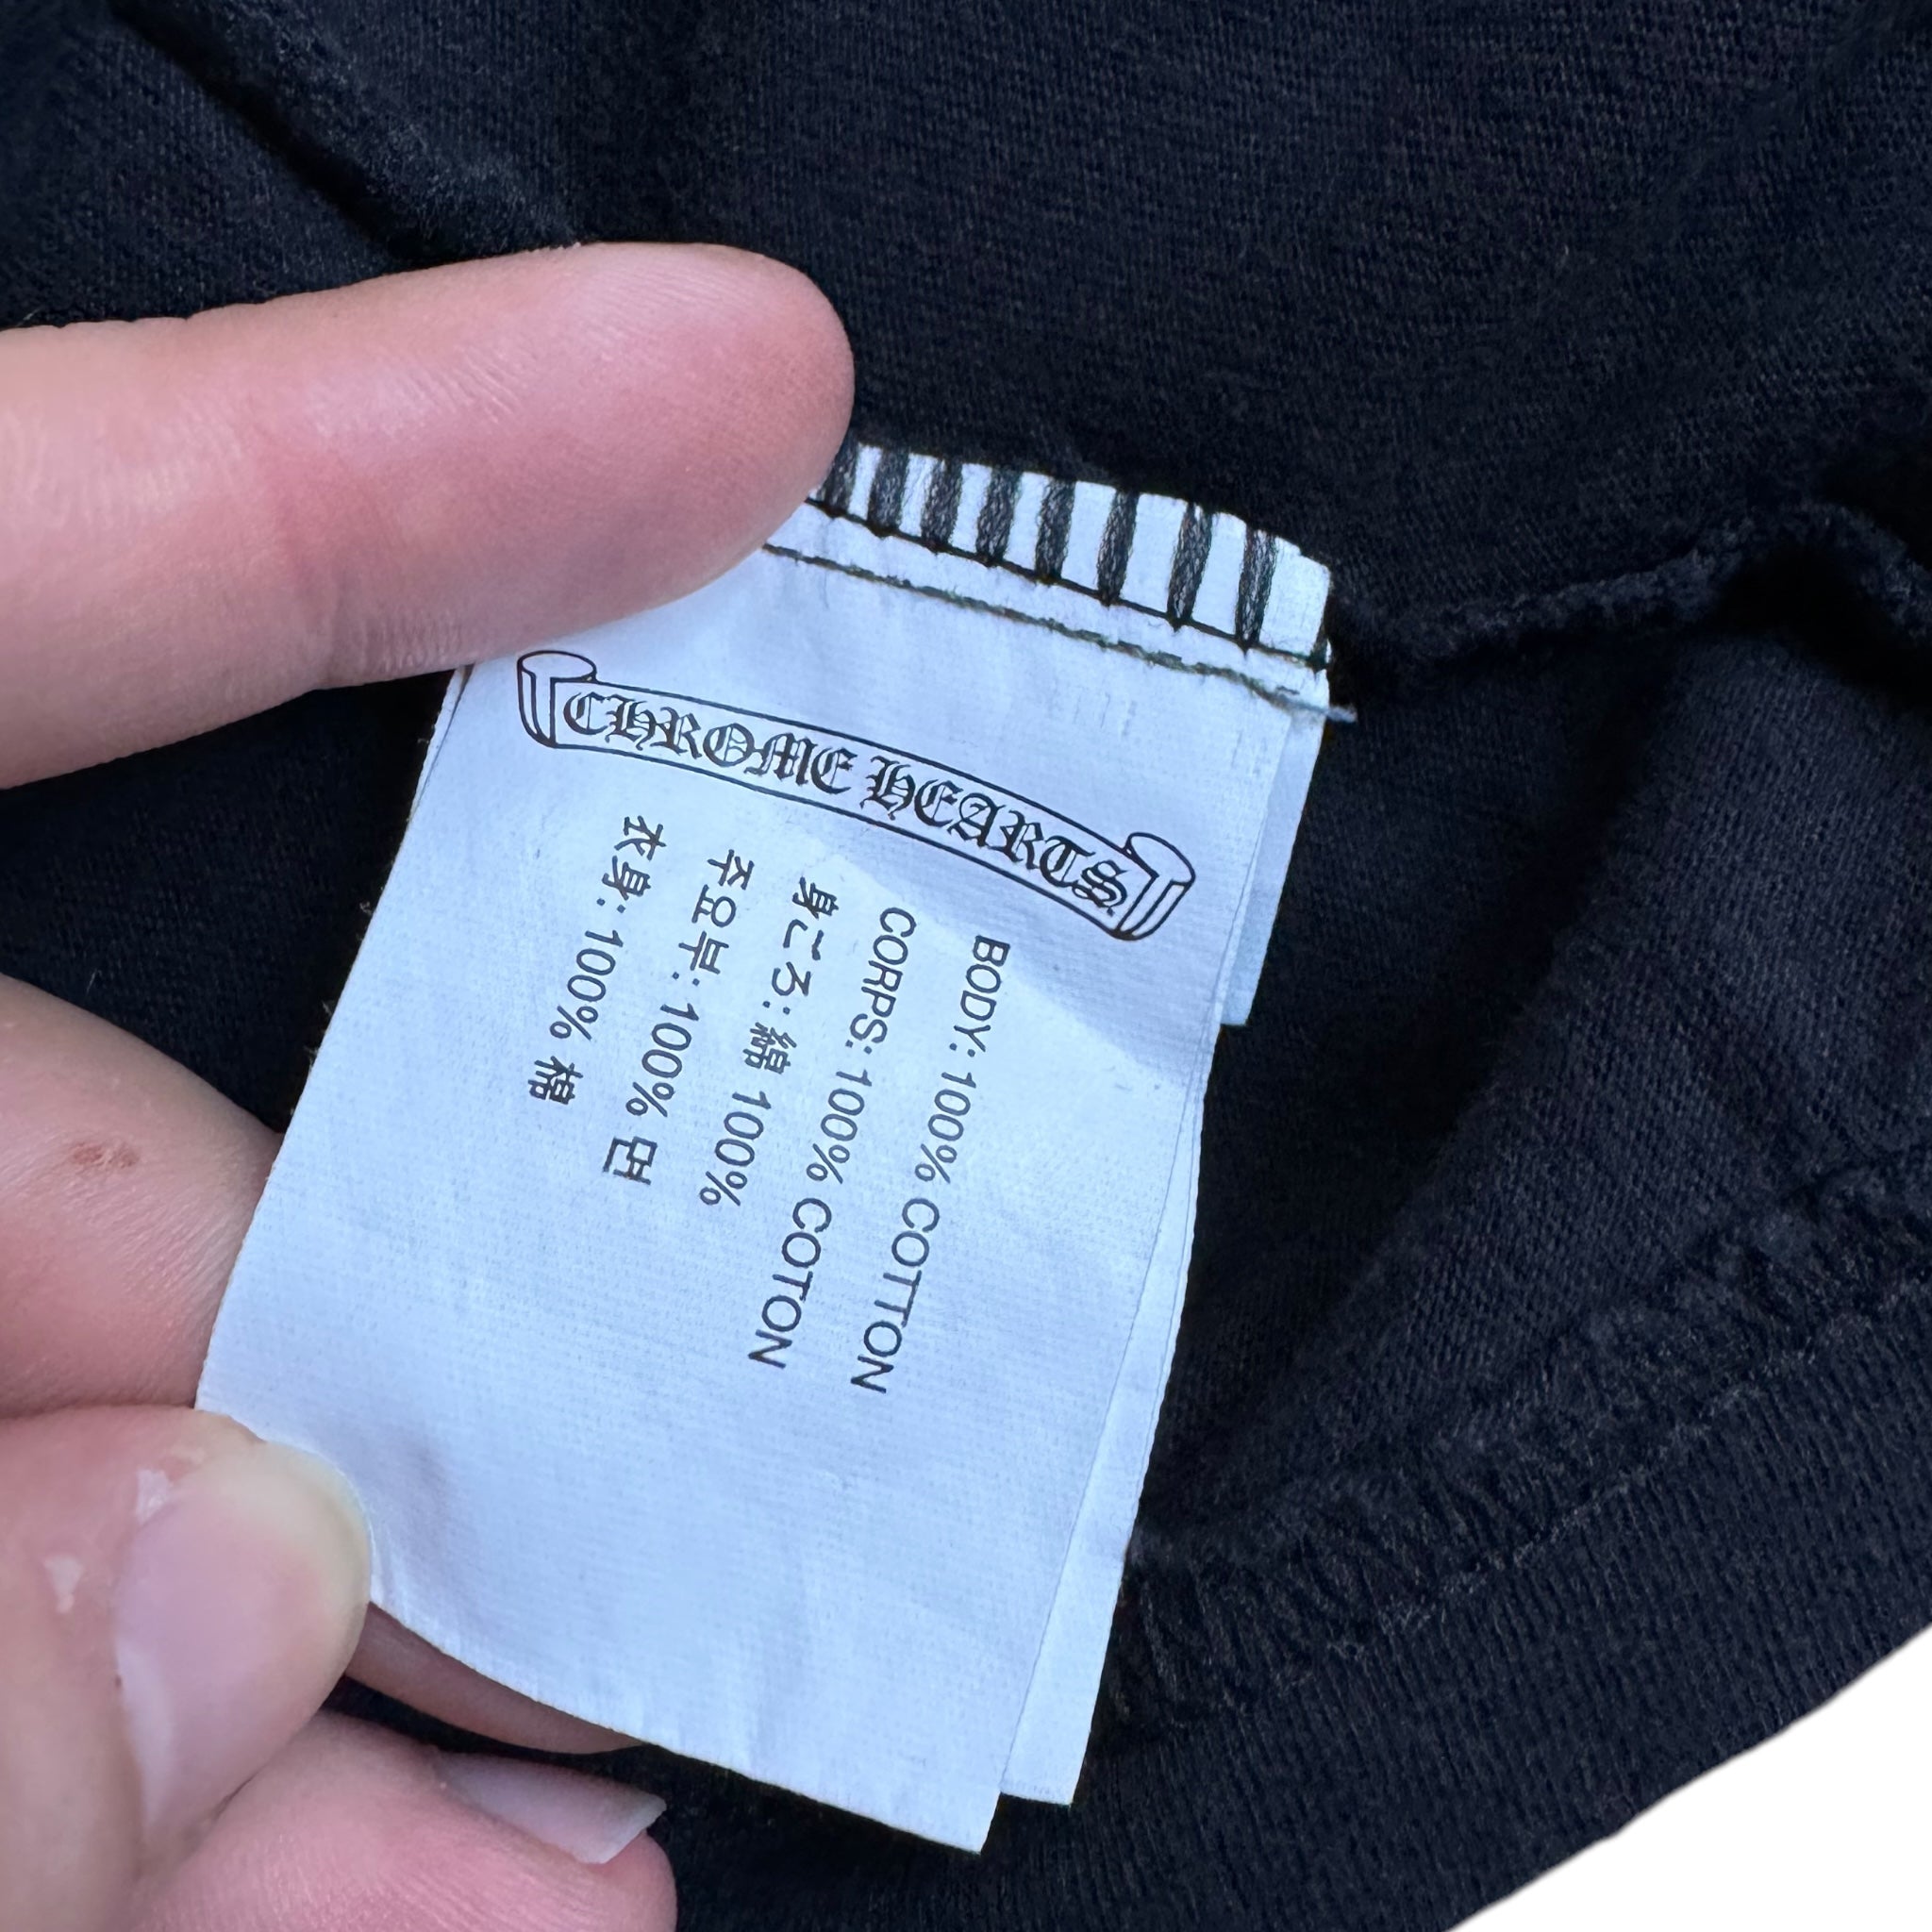 CHROME HEARTS
BODY: 100% COTTON
CORPS: 100% COTON
身ごろ: 綿 100%
주요부: 100% 면
衣身: 100% 棉